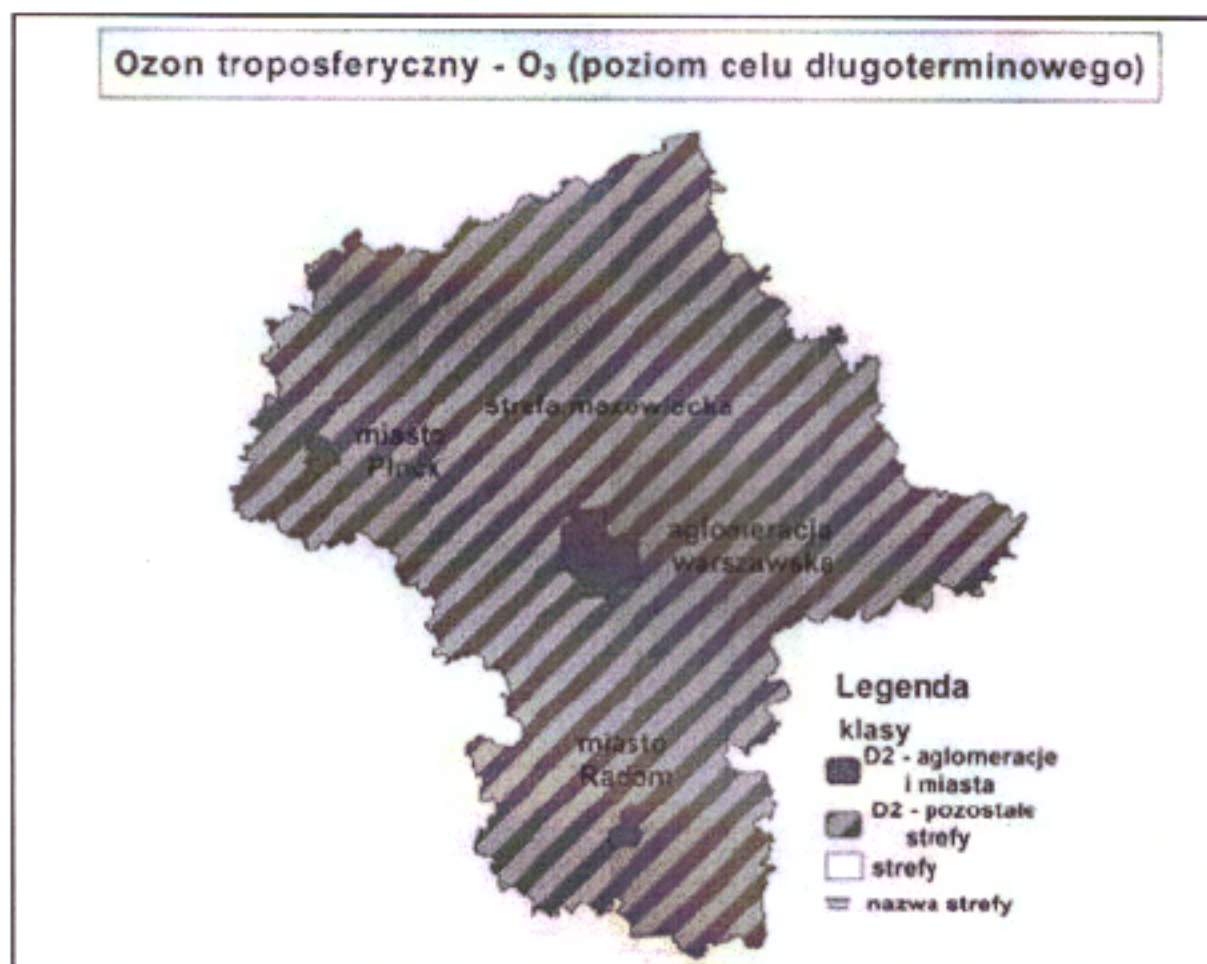 Ozon troposferyczny - O₃ (poziom celu długoterminowego)
strefa mazowiecka
miasto
Płock
aglomeracja
warszawska
miasto
Radom
Legenda
klasy
D2 - aglomeracje
i miasta
D2 - pozostałe
strefy
strefy
nazwa strefy